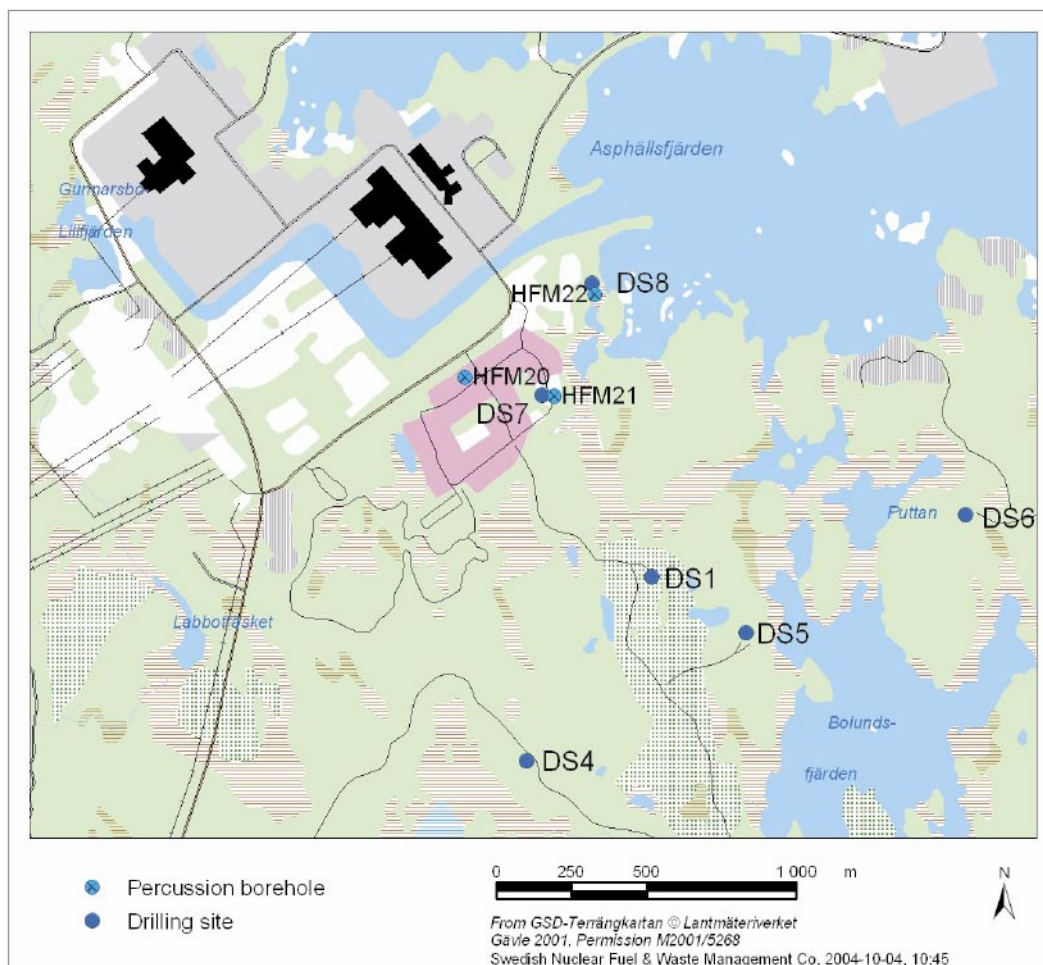 Asphällsfjärden
Gunnarsbo-
Lillfjärden
DS8
HFM22
HFM20
HFM21
DS7
Puttan
DS6
DS1
DS5
Labboträsket
Bolunds-
fjärden
DS4
Percussion borehole
Drilling site
0 250 500 1 000 m
N
From GSD-Terrängkartan © Lantmäteriverket
Gävle 2001, Permission M2001/5268
Swedish Nuclear Fuel & Waste Management Co, 2004-10-04, 10:45